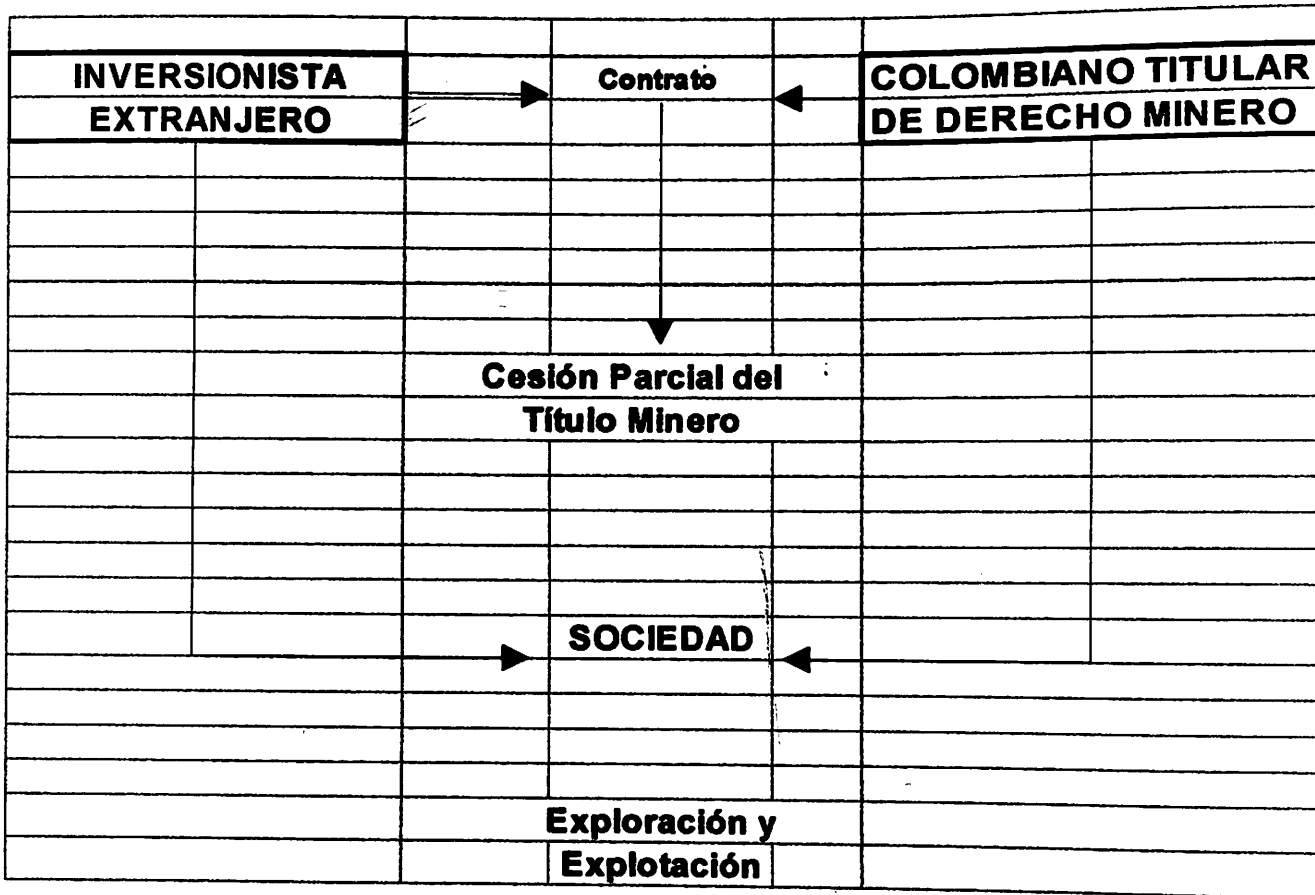 INVERSIONISTA
EXTRANJERO
Contrato
COLOMBIANO TITULAR
DE DERECHO MINERO
Cesión Parcial del
Título Minero
SOCIEDAD
Exploración y
Explotación